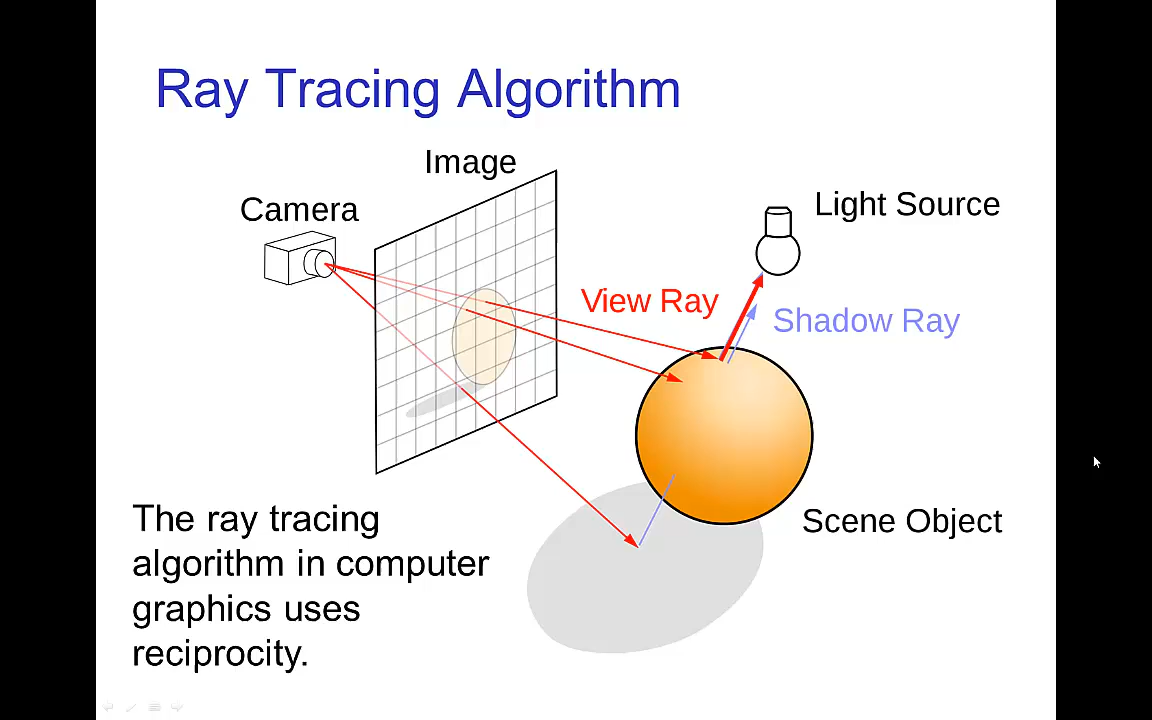 Ray Tracing Algorithm
Image
Camera
Light Source
View Ray
Shadow Ray
Scene Object
The ray tracing
algorithm in computer
graphics uses
reciprocity.